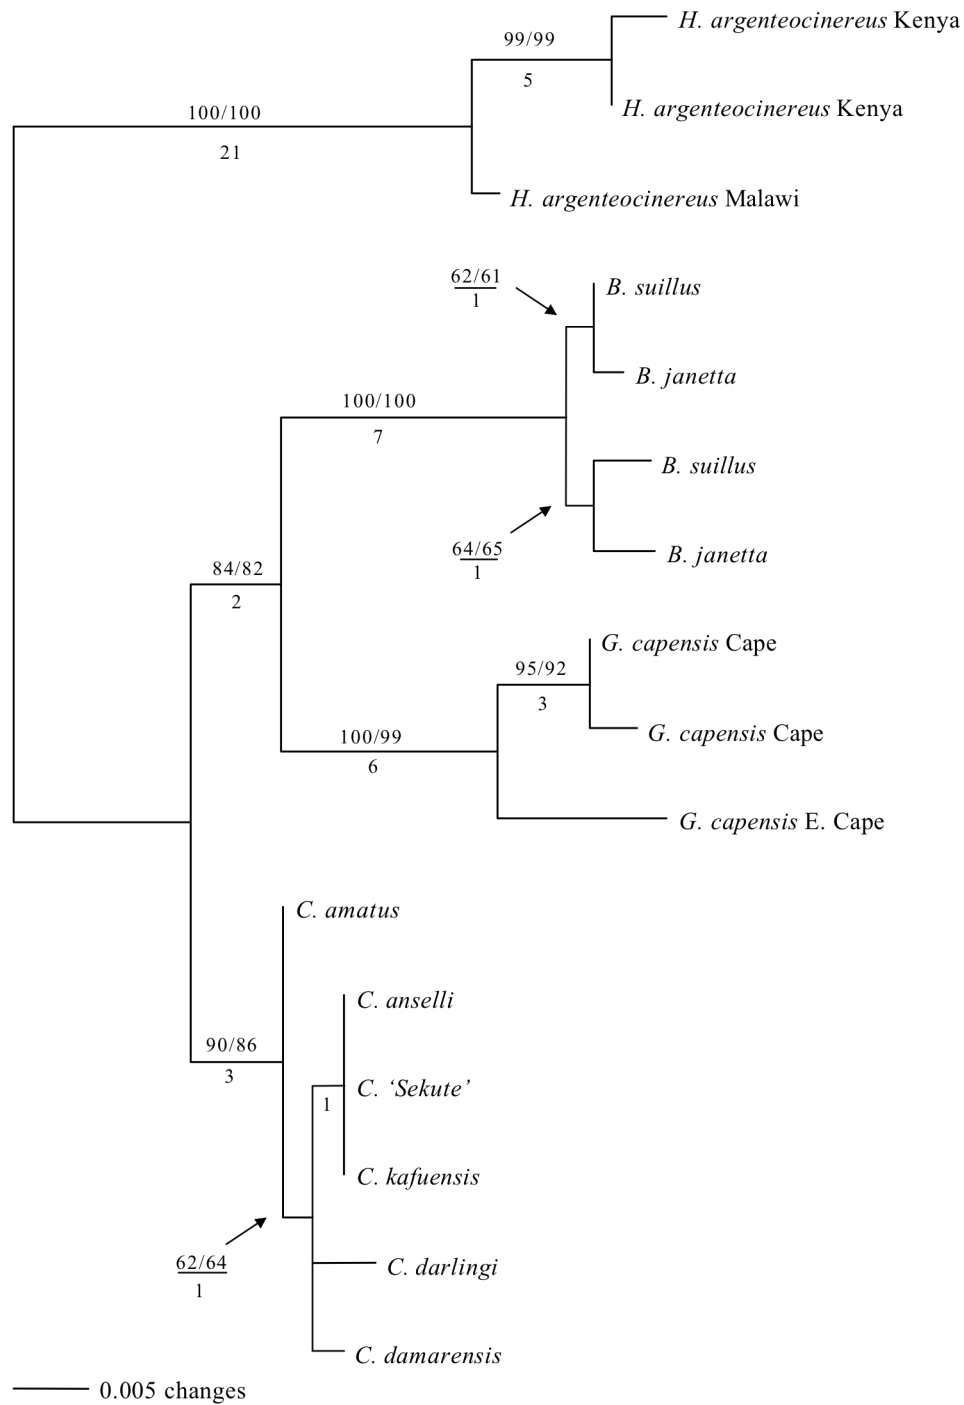 H. argenteocinereus Kenya
99/99
5
H. argenteocinereus Kenya
100/100
21
H. argenteocinereus Malawi
62/61
1
B. suillus
B. janetta
100/100
7
B. suillus
64/65
1
B. janetta
84/82
2
G. capensis Cape
95/92
3
G. capensis Cape
100/99
6
G. capensis E. Cape
C. amatus
C. anselli
90/86
3
C. ‘Sekute’
1
C. kafuensis
62/64
1
C. darlingi
C. damarensis
0.005 changes